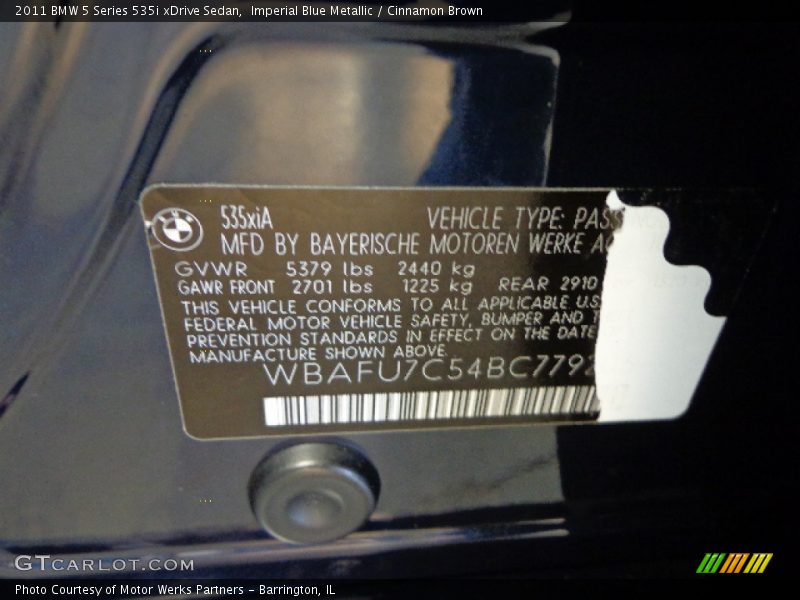 2011 BMW 5 Series 535i xDrive Sedan, Imperial Blue Metallic / Cinnamon Brown
535xiA VEHICLE TYPE: PASS
MFD BY BAYERISCHE MOTOREN WERKE AG
GVWR 5379 lbs 2440 kg
GAWR FRONT 2701 lbs 1225 kg REAR 2910
THIS VEHICLE CONFORMS TO ALL APPLICABLE U.S.
FEDERAL MOTOR VEHICLE SAFETY, BUMPER AND T
PREVENTION STANDARDS IN EFFECT ON THE DATE
MANUFACTURE SHOWN ABOVE.
WBAFU7C54BC779
GTCARLOT.COM
Photo Courtesy of Motor Werks Partners - Barrington, IL